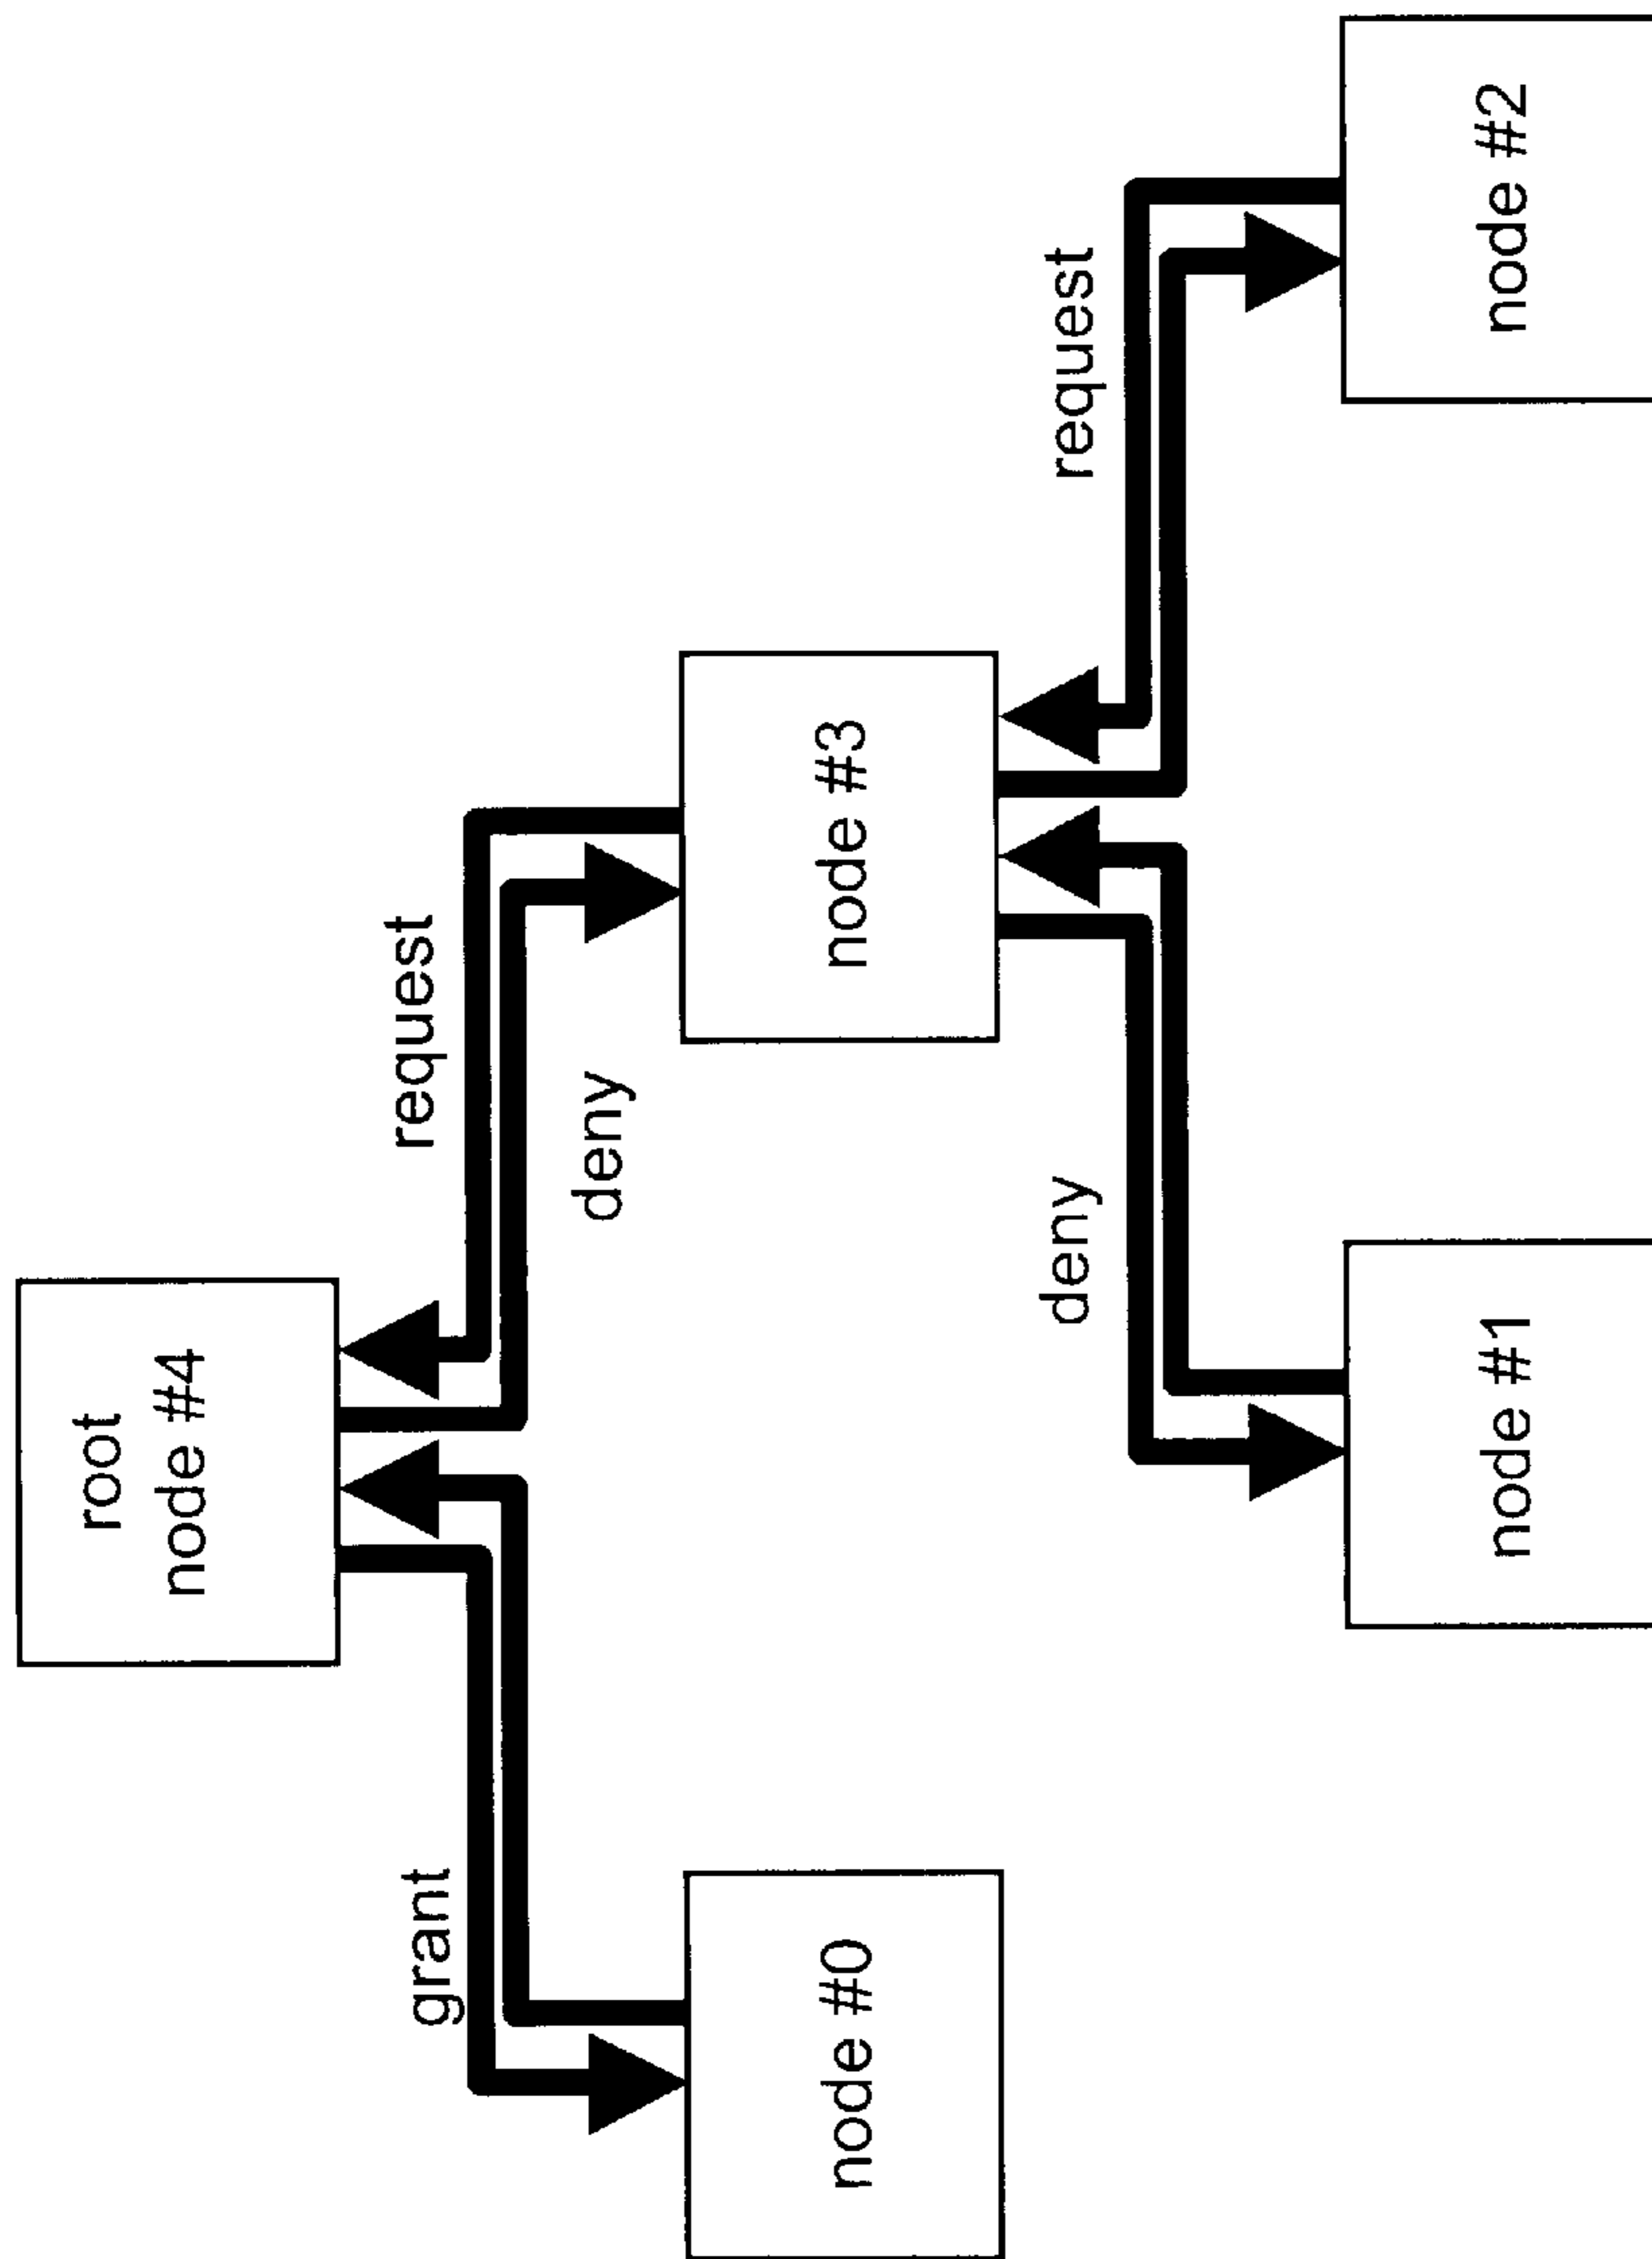 root
node #4
grant
request
deny
node #0
node #3
deny
request
node #1
node #2